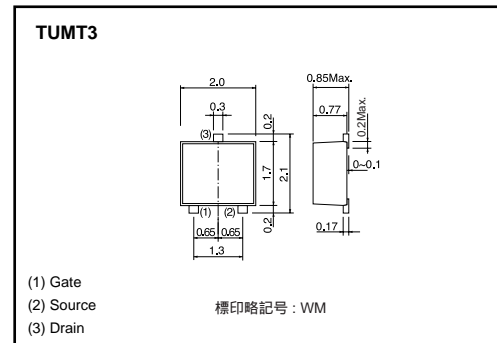 TUMT3
2.0
0.3
(3)
0.2
1.7
2.1
(1)
(2)
0.2
0.65
0.65
1.3
0.85Max.
0.77
0.2Max.
0~0.1
0.17
(1) Gate
(2) Source
(3) Drain
標印略記号 : WM